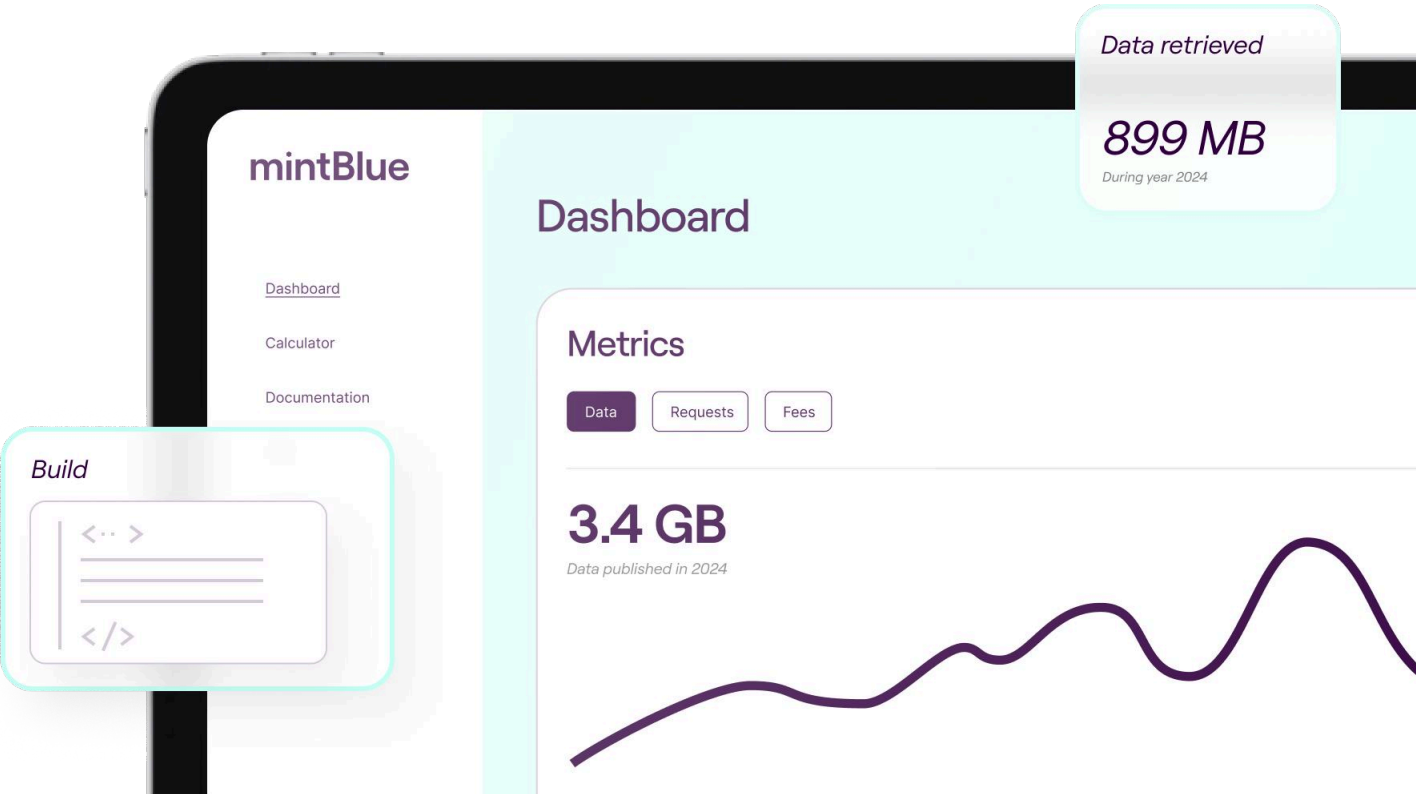 Data retrieved
899 MB
During year 2024
mintBlue
Dashboard
Dashboard
Calculator
Documentation
Metrics
Data
Requests
Fees
3.4 GB
Data published in 2024
Build
<·· >
</>